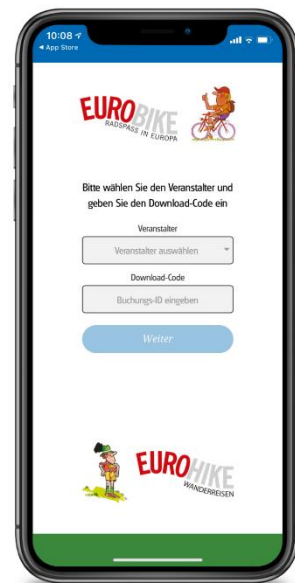 10:08
App Store
EUROBIKE
RADSPASS IN EUROPA
Bitte wählen Sie den Veranstalter und
geben Sie den Download-Code ein
Veranstalter
Veranstalter auswählen
Download-Code
Buchungs-ID eingeben
Weiter
EUROHIKE
WANDERREISEN